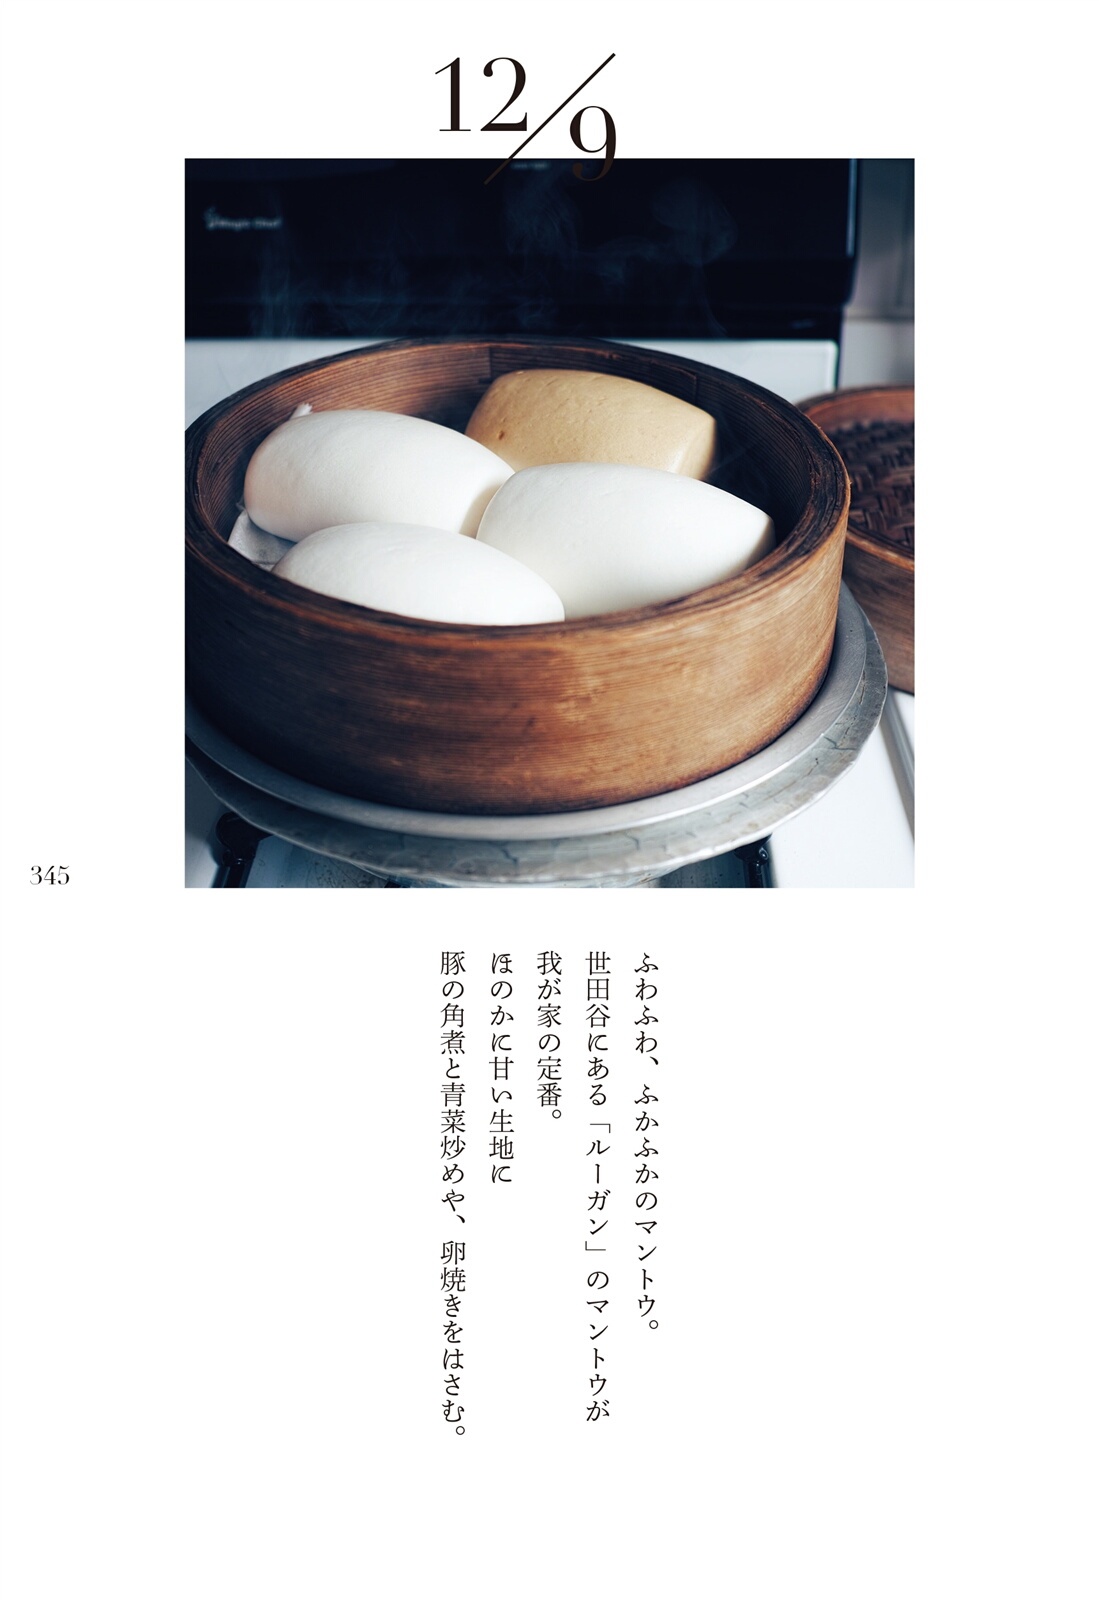 12/9
ふわふわ、ふかふかのマントウ。
世田谷にある「ルーガン」のマントウが
我が家の定番。
ほのかに甘い生地に
豚の角煮と青菜炒めや、卵焼きをはさむ。
345